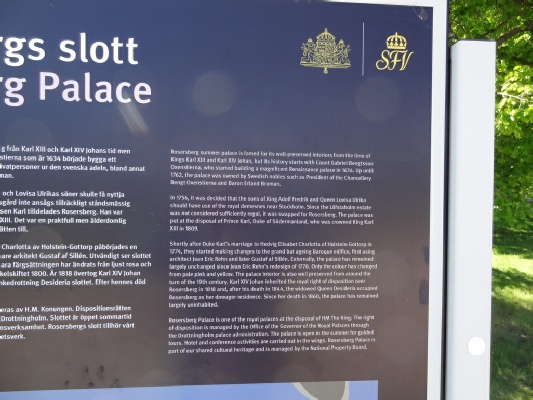 rgs slott
rg Palace
SFV
g från Karl XIII och Karl XIV Johans tid men
stierna som år 1634 började bygga ett
rivatpersoner ur den svenska adeln, bland annat
man.
och Lovisa Ulrikas söner skulle få nyttja
sgård inte ansågs tillräckligt ståndsmässig
sen Karl tilldelades Rosersberg. Han var
XIII. Det var en praktfull men ålderdomlig
ätten till.
Charlotta av Holstein-Gottorp påbörjades en
are arkitekt Gustaf af Sillén. Utvändigt ser slottet
ara färgsättningen har ändrats från ljust rosa och
kelskiftet 1800. År 1818 övertog Karl XIV Johan
nkedrottning Desideria slottet. Efter hennes död
eras av H.M. Konungen. Dispositionsrätten
Drottningholm. Slottet är öppet sommartid
ensverksamhet. Rosersbergs slott tillhör vårt
etsverk.
Rosersberg summer palace is famed for its well-preserved interiors from the time of
Kings Karl XIII and Karl XIV Johan, but its history starts with Count Gabriel Bengtsson
Oxenstierna, who started building a magnificent Renaissance palace in 1634. Up until
1762, the palace was owned by Swedish nobles such as President of the Chancellery
Bengt Oxenstierna and Baron Erland Broman.
In 1756, it was decided that the sons of King Adolf Fredrik and Queen Lovisa Ulrika
should have use of the royal demesnes near Stockholm. Since the estate
was not considered sufficiently regal, it was swapped for Rosersberg. The palace was
put at the disposal of Prince Karl, Duke of Södermanland, who was crowned King Karl
XIII in 1809.
Shortly after Duke Karl's marriage to Hedvig Elisabet Charlotta of Holstein-Gottorp in
1774, they started making changes to the grand but ageing Baroque edifice, first using
architect Jean Eric Rehn and later Gustaf af Sillén. Externally, the palace has remained
largely unchanged since Jean Eric Rehn's redesign of 1778. Only the colour has changed
from pale pink and yellow. The palace interior is also well preserved from around the
turn of the 19th century. Karl XIV Johan inherited the royal right of disposition over
Rosersberg in 1818 and, after his death in 1844, the widowed Queen Desideria occupied
Rosersberg as her dowager residence. Since her death in 1860, the palace has remained
largely uninhabited.
Rosersberg Palace is one of the royal palaces at the disposal of HM The King. The right
of disposition is managed by the Office of the Governor of the Royal Palaces through
the Drottningholm palace administration. The palace is open in the summer for guided
tours. Hotel and conference activities are carried out in the wings. Rosersberg Palace is
part of our shared cultural heritage and is managed by the National Property Board.